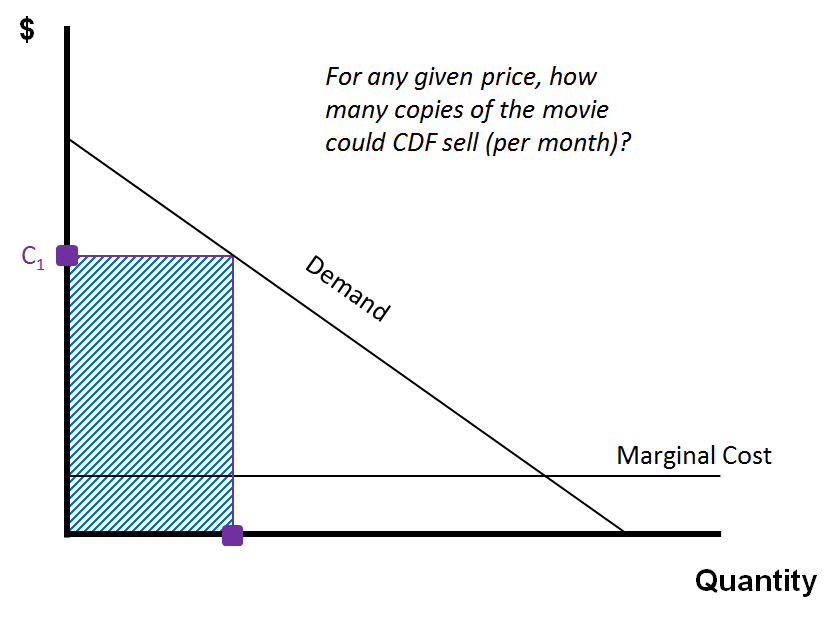 $
For any given price, how
many copies of the movie
could CDF sell (per month)?
C1
Demand
Marginal Cost
Quantity